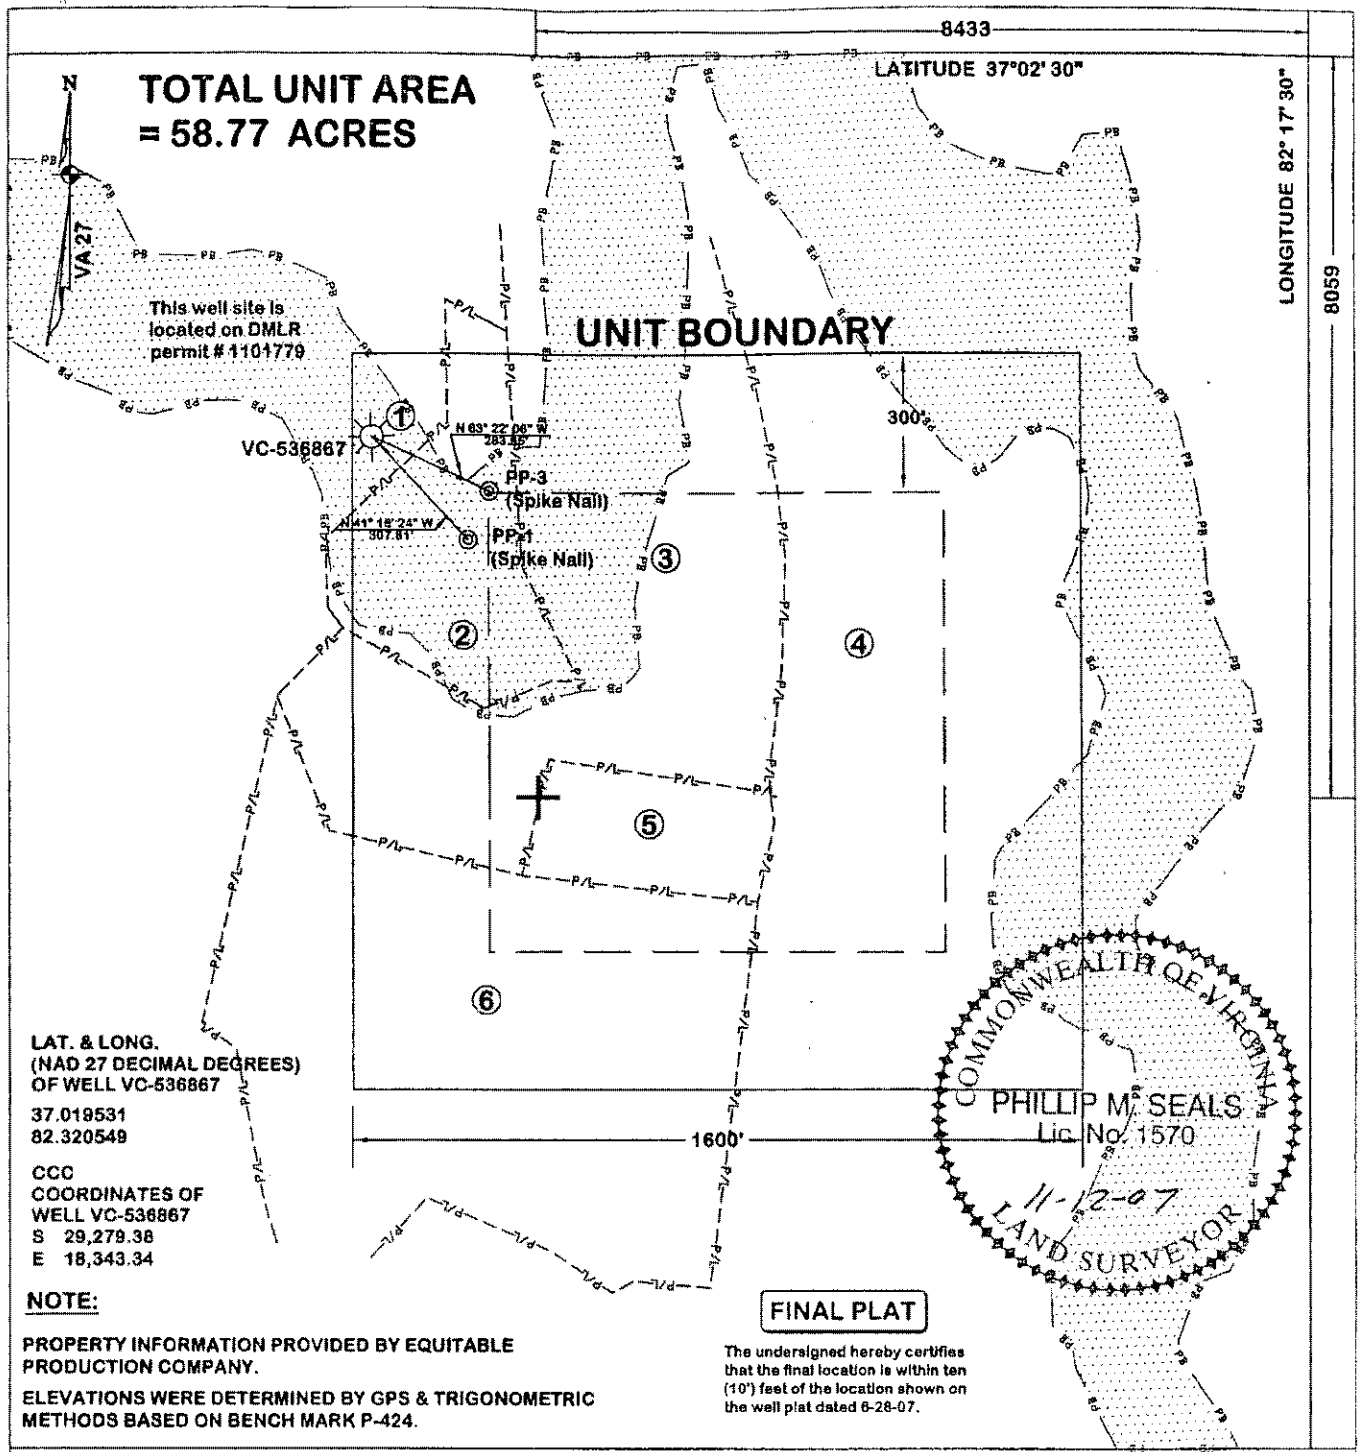 8433
LATITUDE 37°02' 30"
LONGITUDE 82° 17' 30"
8059
N
VA 27
TOTAL UNIT AREA
= 58.77 ACRES
This well site is
located on DMLR
permit # 1101779
UNIT BOUNDARY
300'
1
VC-536867
N 63° 22' 06" W
PP-3
(Spike Nail)
307.81'
PP-1
(Spike Nail)
2
3
4
5
6
PB
P/L
1600'
LAT. & LONG.
(NAD 27 DECIMAL DEGREES)
OF WELL VC-536867
37.019531
82.320549
CCC
COORDINATES OF
WELL VC-536867
S 29,279.38
E 18,343.34
COMMONWEALTH OF VIRGINIA
PHILLIP M. SEALS
Lic. No. 1570
11-12-07
LAND SURVEYOR
NOTE:
PROPERTY INFORMATION PROVIDED BY EQUITABLE
PRODUCTION COMPANY.
ELEVATIONS WERE DETERMINED BY GPS & TRIGONOMETRIC
METHODS BASED ON BENCH MARK P-424.
FINAL PLAT
The undersigned hereby certifies
that the final location is within ten
(10') feet of the location shown on
the well plat dated 6-28-07.